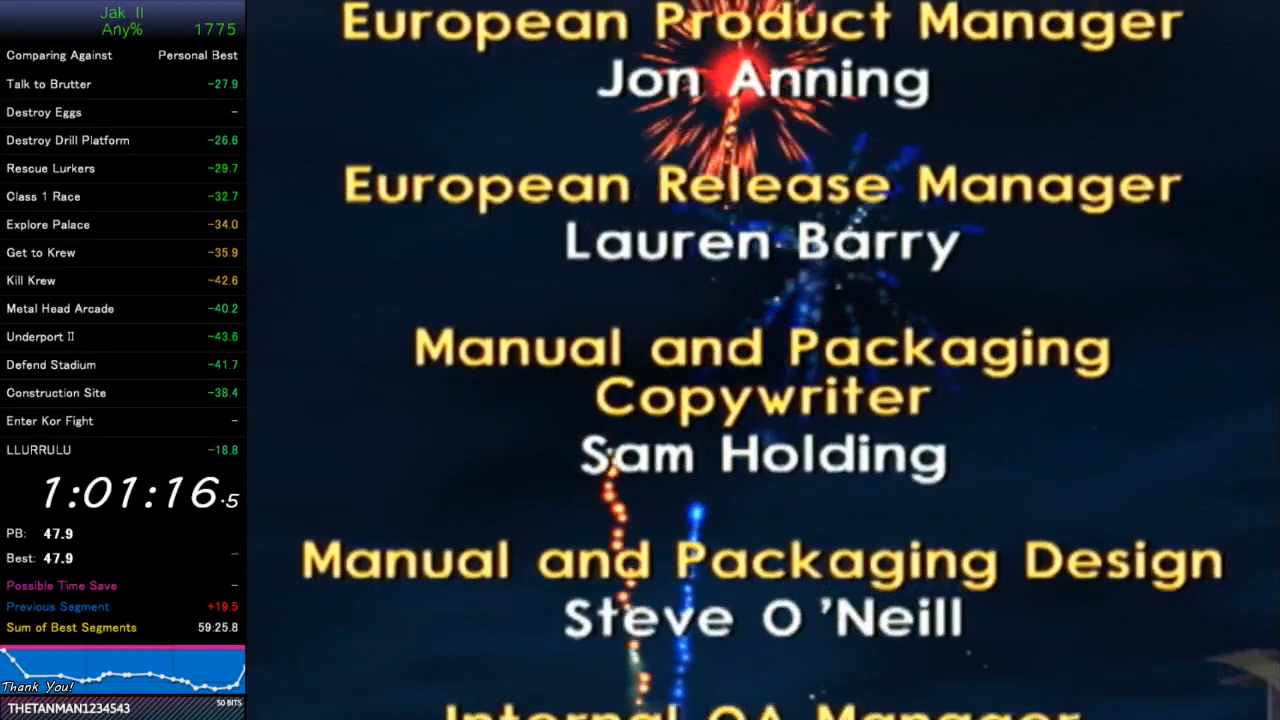 Jak II
Any% 1775
Comparing Against Personal Best
Talk to Brutter -27.9
Destroy Eggs -
Destroy Drill Platform -26.6
Rescue Lurkers -29.7
Class 1 Race -32.7
Explore Palace -34.0
Get to Krew -35.9
Kill Krew -42.6
Metal Head Arcade -40.2
Underport II -43.6
Defend Stadium -41.7
Construction Site -38.4
Enter Kor Fight -
LLURRULU -18.8
1:01:16.5
PB: 47.9
Best: 47.9 -
Possible Time Save -
Previous Segment +19.5
Sum of Best Segments 59:25.8
Thank You!
THETANMAN1234543 50 BITS
European Product Manager
Jon Anning
European Release Manager
Lauren Barry
Manual and Packaging
Copywriter
Sam Holding
Manual and Packaging Design
Steve O 'Neill
Internal QA Manager